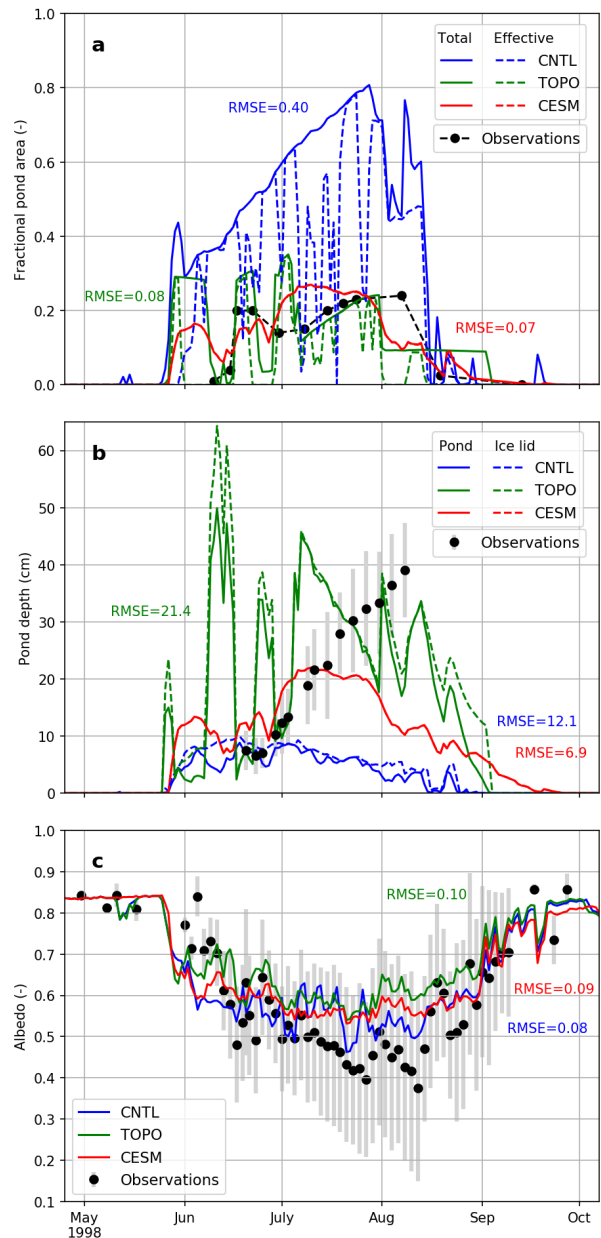 1.0
a
Total Effective
CNTL
TOPO
CESM
Observations
0.8
RMSE=0.40
0.6
Fractional pond area (-)
0.4
RMSE=0.08
0.2
RMSE=0.07
0.0
b
Pond Ice lid
CNTL
TOPO
CESM
Observations
60
50
40
Pond depth (cm)
RMSE=21.4
30
20
RMSE=12.1
10
RMSE=6.9
0
1.0
c
0.9
RMSE=0.10
0.8
0.7
Albedo (-)
0.6
RMSE=0.09
RMSE=0.08
0.5
0.4
0.3
CNTL
TOPO
CESM
Observations
0.2
0.1
May Jun July Aug Sep Oct
1998